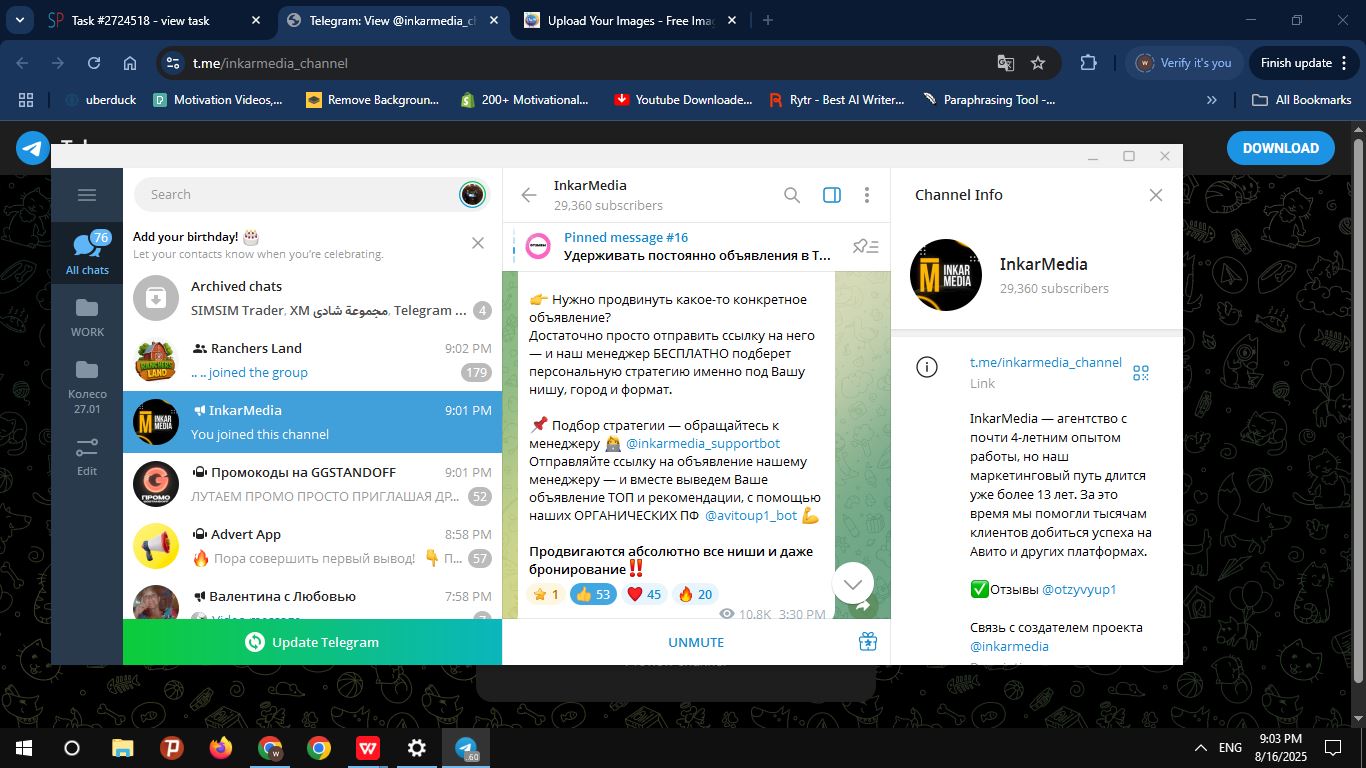 Task #2724518 - view task
Telegram: View @inkarmedia_c
Upload Your Images - Free Ima
t.me/inkarmedia_channel
Verify it's you
Finish update
uberduck
Motivation Videos,...
Remove Backgroun...
200+ Motivational...
Youtube Downloade...
Rytr - Best AI Writer...
Paraphrasing Tool -...
All Bookmarks
DOWNLOAD
Search
76
All chats
WORK
Колесо
27.01
Edit
Add your birthday! 🎂
Let your contacts know when you're celebrating.
Archived chats
SIMSIM Trader, XM مجموعة شادى, Telegram ...
4
Ranchers Land
9:02 PM
.. .. joined the group
179
InkarMedia
9:01 PM
You joined this channel
Промокоды на GGSTANDOFF
9:01 PM
ЛУТАЕМ ПРОМО ПРОСТО ПРИГЛАШАЯ ДР...
52
Advert App
8:58 PM
🔥 Пора совершить первый вывод! 👇 П...
57
Валентина с Любовью
7:58 PM
Video message
Update Telegram
InkarMedia
29,360 subscribers
Pinned message #16
Удерживать постоянно объявления в Т...
👉 Нужно продвинуть какое-то конкретное
объявление?
Достаточно просто отправить ссылку на него
— и наш менеджер БЕСПЛАТНО подберет
персональную стратегию именно под Вашу
нишу, город и формат.
📌 Подбор стратегии — обращайтесь к
менеджеру 🧑‍💻 @inkarmedia_supportbot
Отправляйте ссылку на объявление нашему
менеджеру — и вместе выведем Ваше
объявление ТОП и рекомендации, с помощью
наших ОРГАНИЧЕСКИХ ПФ @avitoup1_bot 💪
Продвигаются абсолютно все ниши и даже
бронирование‼️
⭐ 1 👍 53 ❤️ 45 🔥 20
10.8K 3:30 PM
UNMUTE
Channel Info
MINKAR
MEDIA
InkarMedia
29,360 subscribers
t.me/inkarmedia_channel
Link
InkarMedia — агентство с
почти 4-летним опытом
работы, но наш
маркетинговый путь длится
уже более 13 лет. За это
время мы помогли тысячам
клиентов добиться успеха на
Авито и других платформах.
✅Отзывы @otzyvyup1
Связь с создателем проекта
@inkarmedia
ENG
9:03 PM
8/16/2025
.60